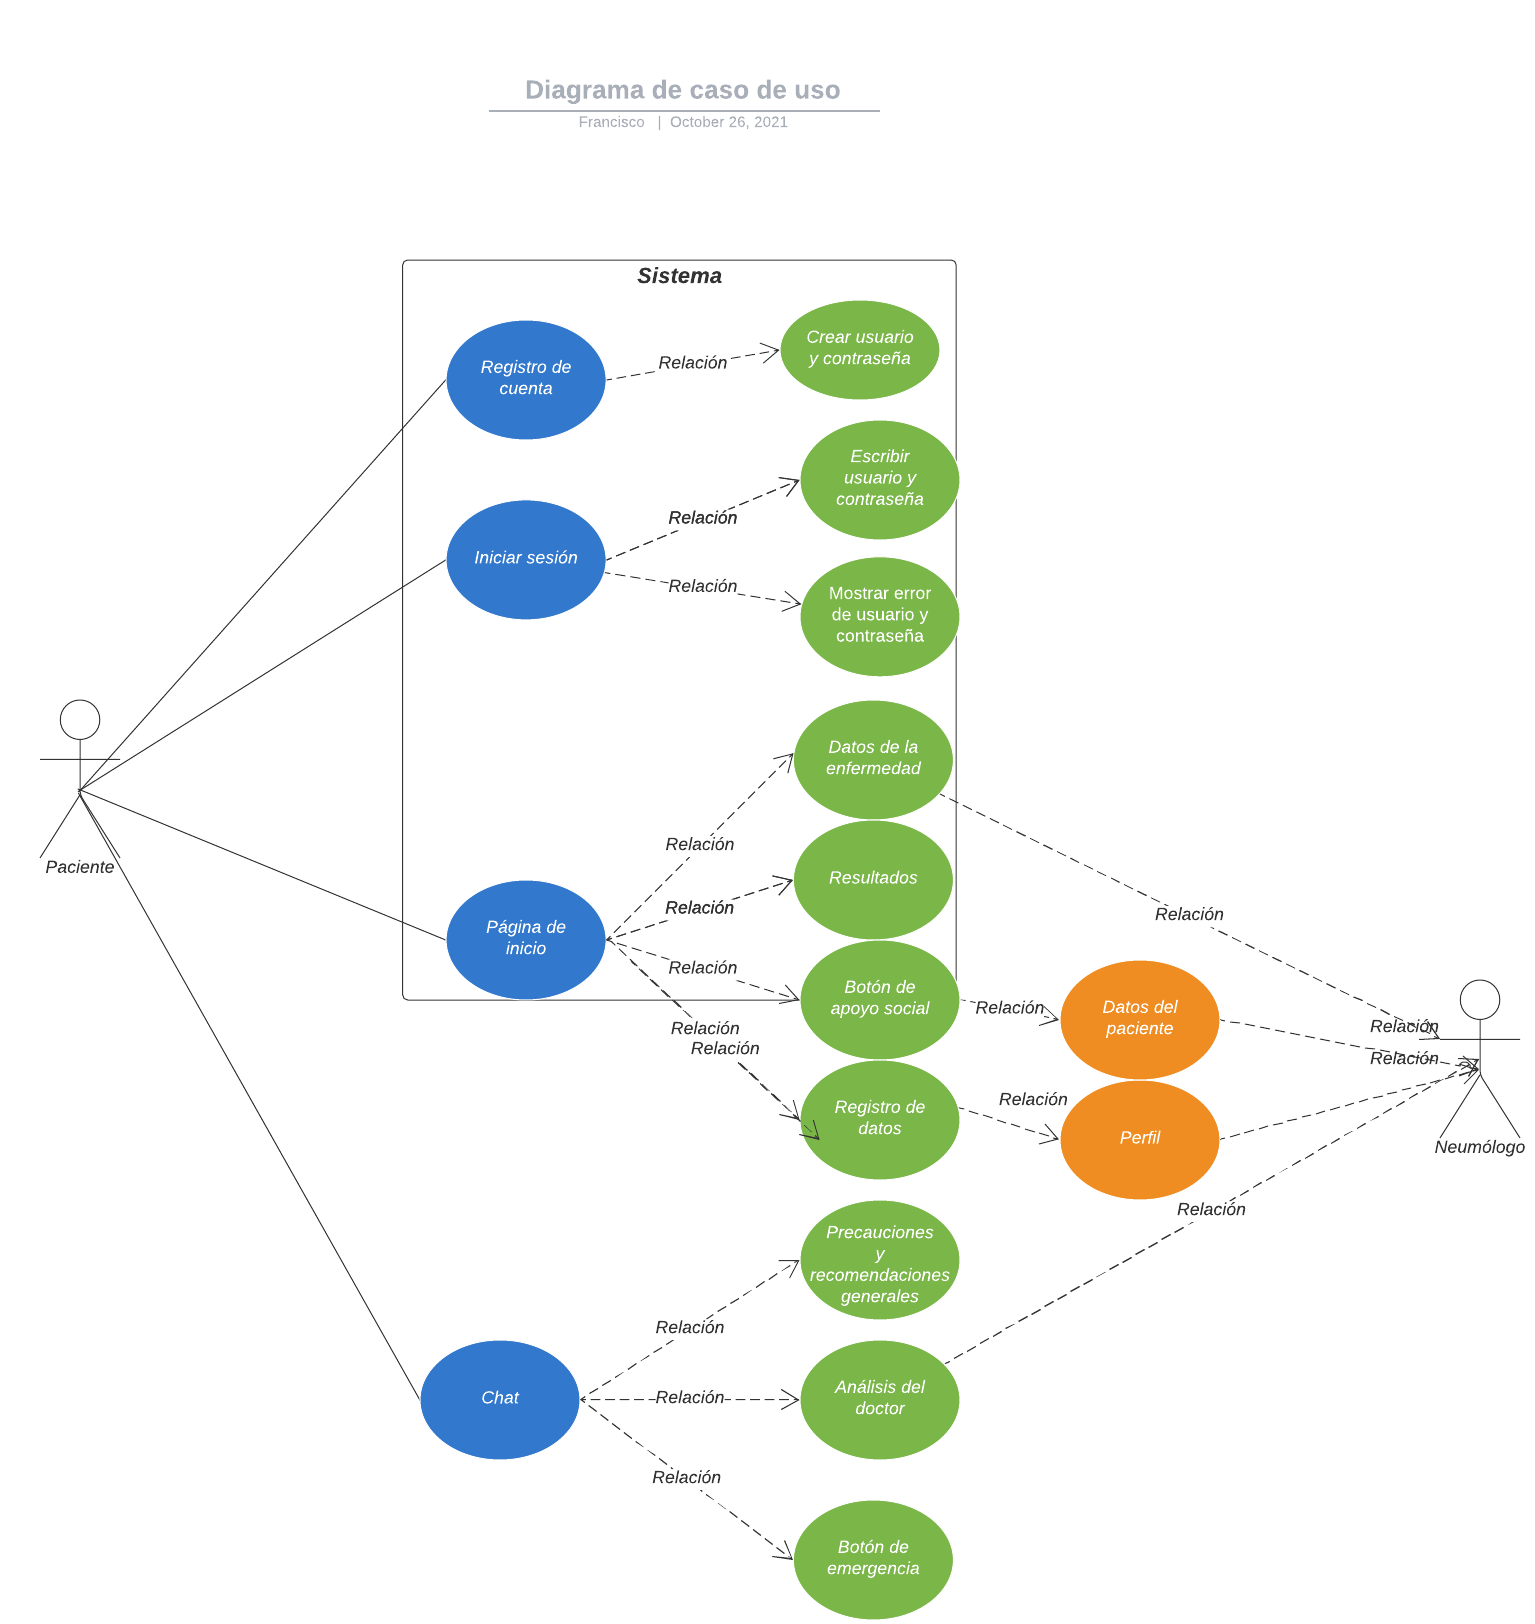 Diagrama de caso de uso
Francisco | October 26, 2021
Sistema
Crear usuario
y contraseña
Registro de
cuenta
Relación
Escribir
usuario y
contraseña
Relación
Iniciar sesión
Relación
Mostrar error
de usuario y
contraseña
Datos de la
enfermedad
Relación
Paciente
Resultados
Relación
Relación
Página de
inicio
Relación
Botón de
apoyo social
Relación
Datos del
paciente
Relación
Relación
Relación
Relación
Registro de
datos
Relación
Perfil
Neumólogo
Relación
Precauciones
y
recomendaciones
generales
Relación
Chat
Relación
Análisis del
doctor
Relación
Botón de
emergencia